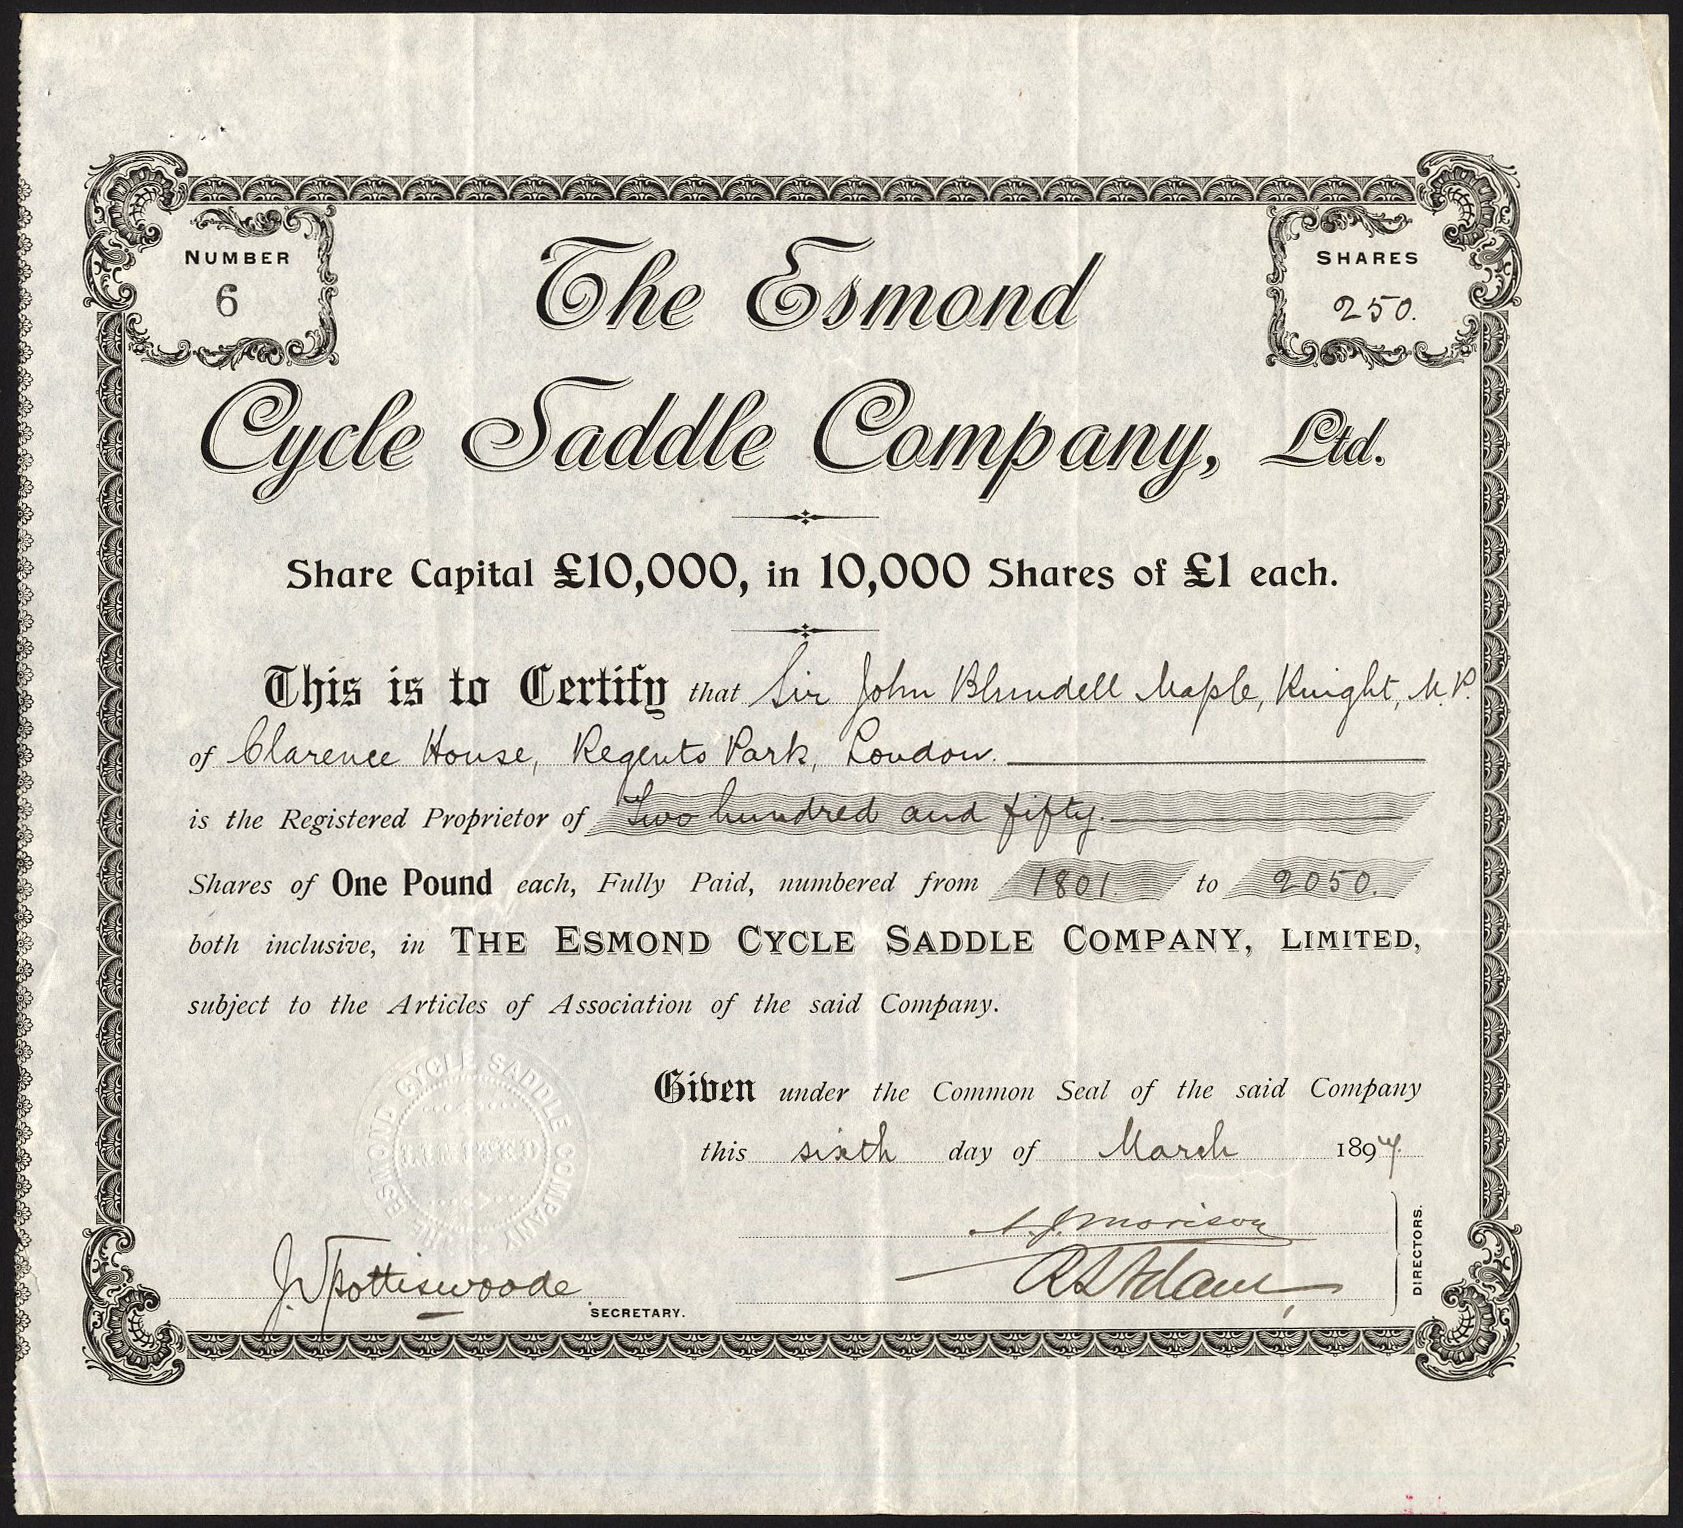 NUMBER
6
SHARES
250.
The Esmond
Cycle Saddle Company, Ltd.
Share Capital £10,000, in 10,000 Shares of £1 each.
This is to Certify that Sir John Blundell Maple, Knight, M.P.
of Clarence House, Regents Park, London.
is the Registered Proprietor of Two hundred and fifty.
Shares of One Pound each, Fully Paid, numbered from 1801. to 2050.
both inclusive, in THE ESMOND CYCLE SADDLE COMPANY, LIMITED,
subject to the Articles of Association of the said Company.
Given under the Common Seal of the said Company
this sixth day of March 1897.
THE ESMOND CYCLE SADDLE COMPANY
LIMITED
A. J. Morison
R S Adam
DIRECTORS.
J. Spottiswoode
SECRETARY.